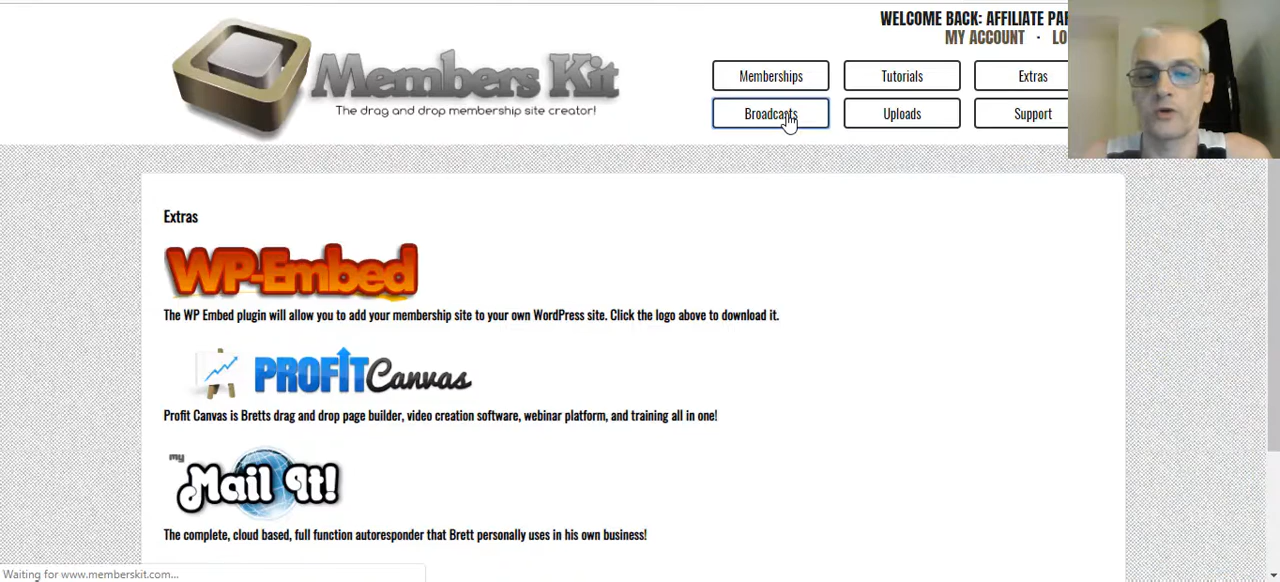 WELCOME BACK: AFFILIATE
MY ACCOUNT ·
Members Kit
The drag and drop membership site creator!
Memberships
Tutorials
Extras
Broadcasts
Uploads
Support
Extras
WP-Embed
The WP Embed plugin will allow you to add your membership site to your own WordPress site. Click the logo above to download it.
PROFIT Canvas
Profit Canvas is Bretts drag and drop page builder, video creation software, webinar platform, and training all in one!
my
Mail It!
The complete, cloud based, full function autoresponder that Brett personally uses in his own business!
Waiting for www.memberskit.com...